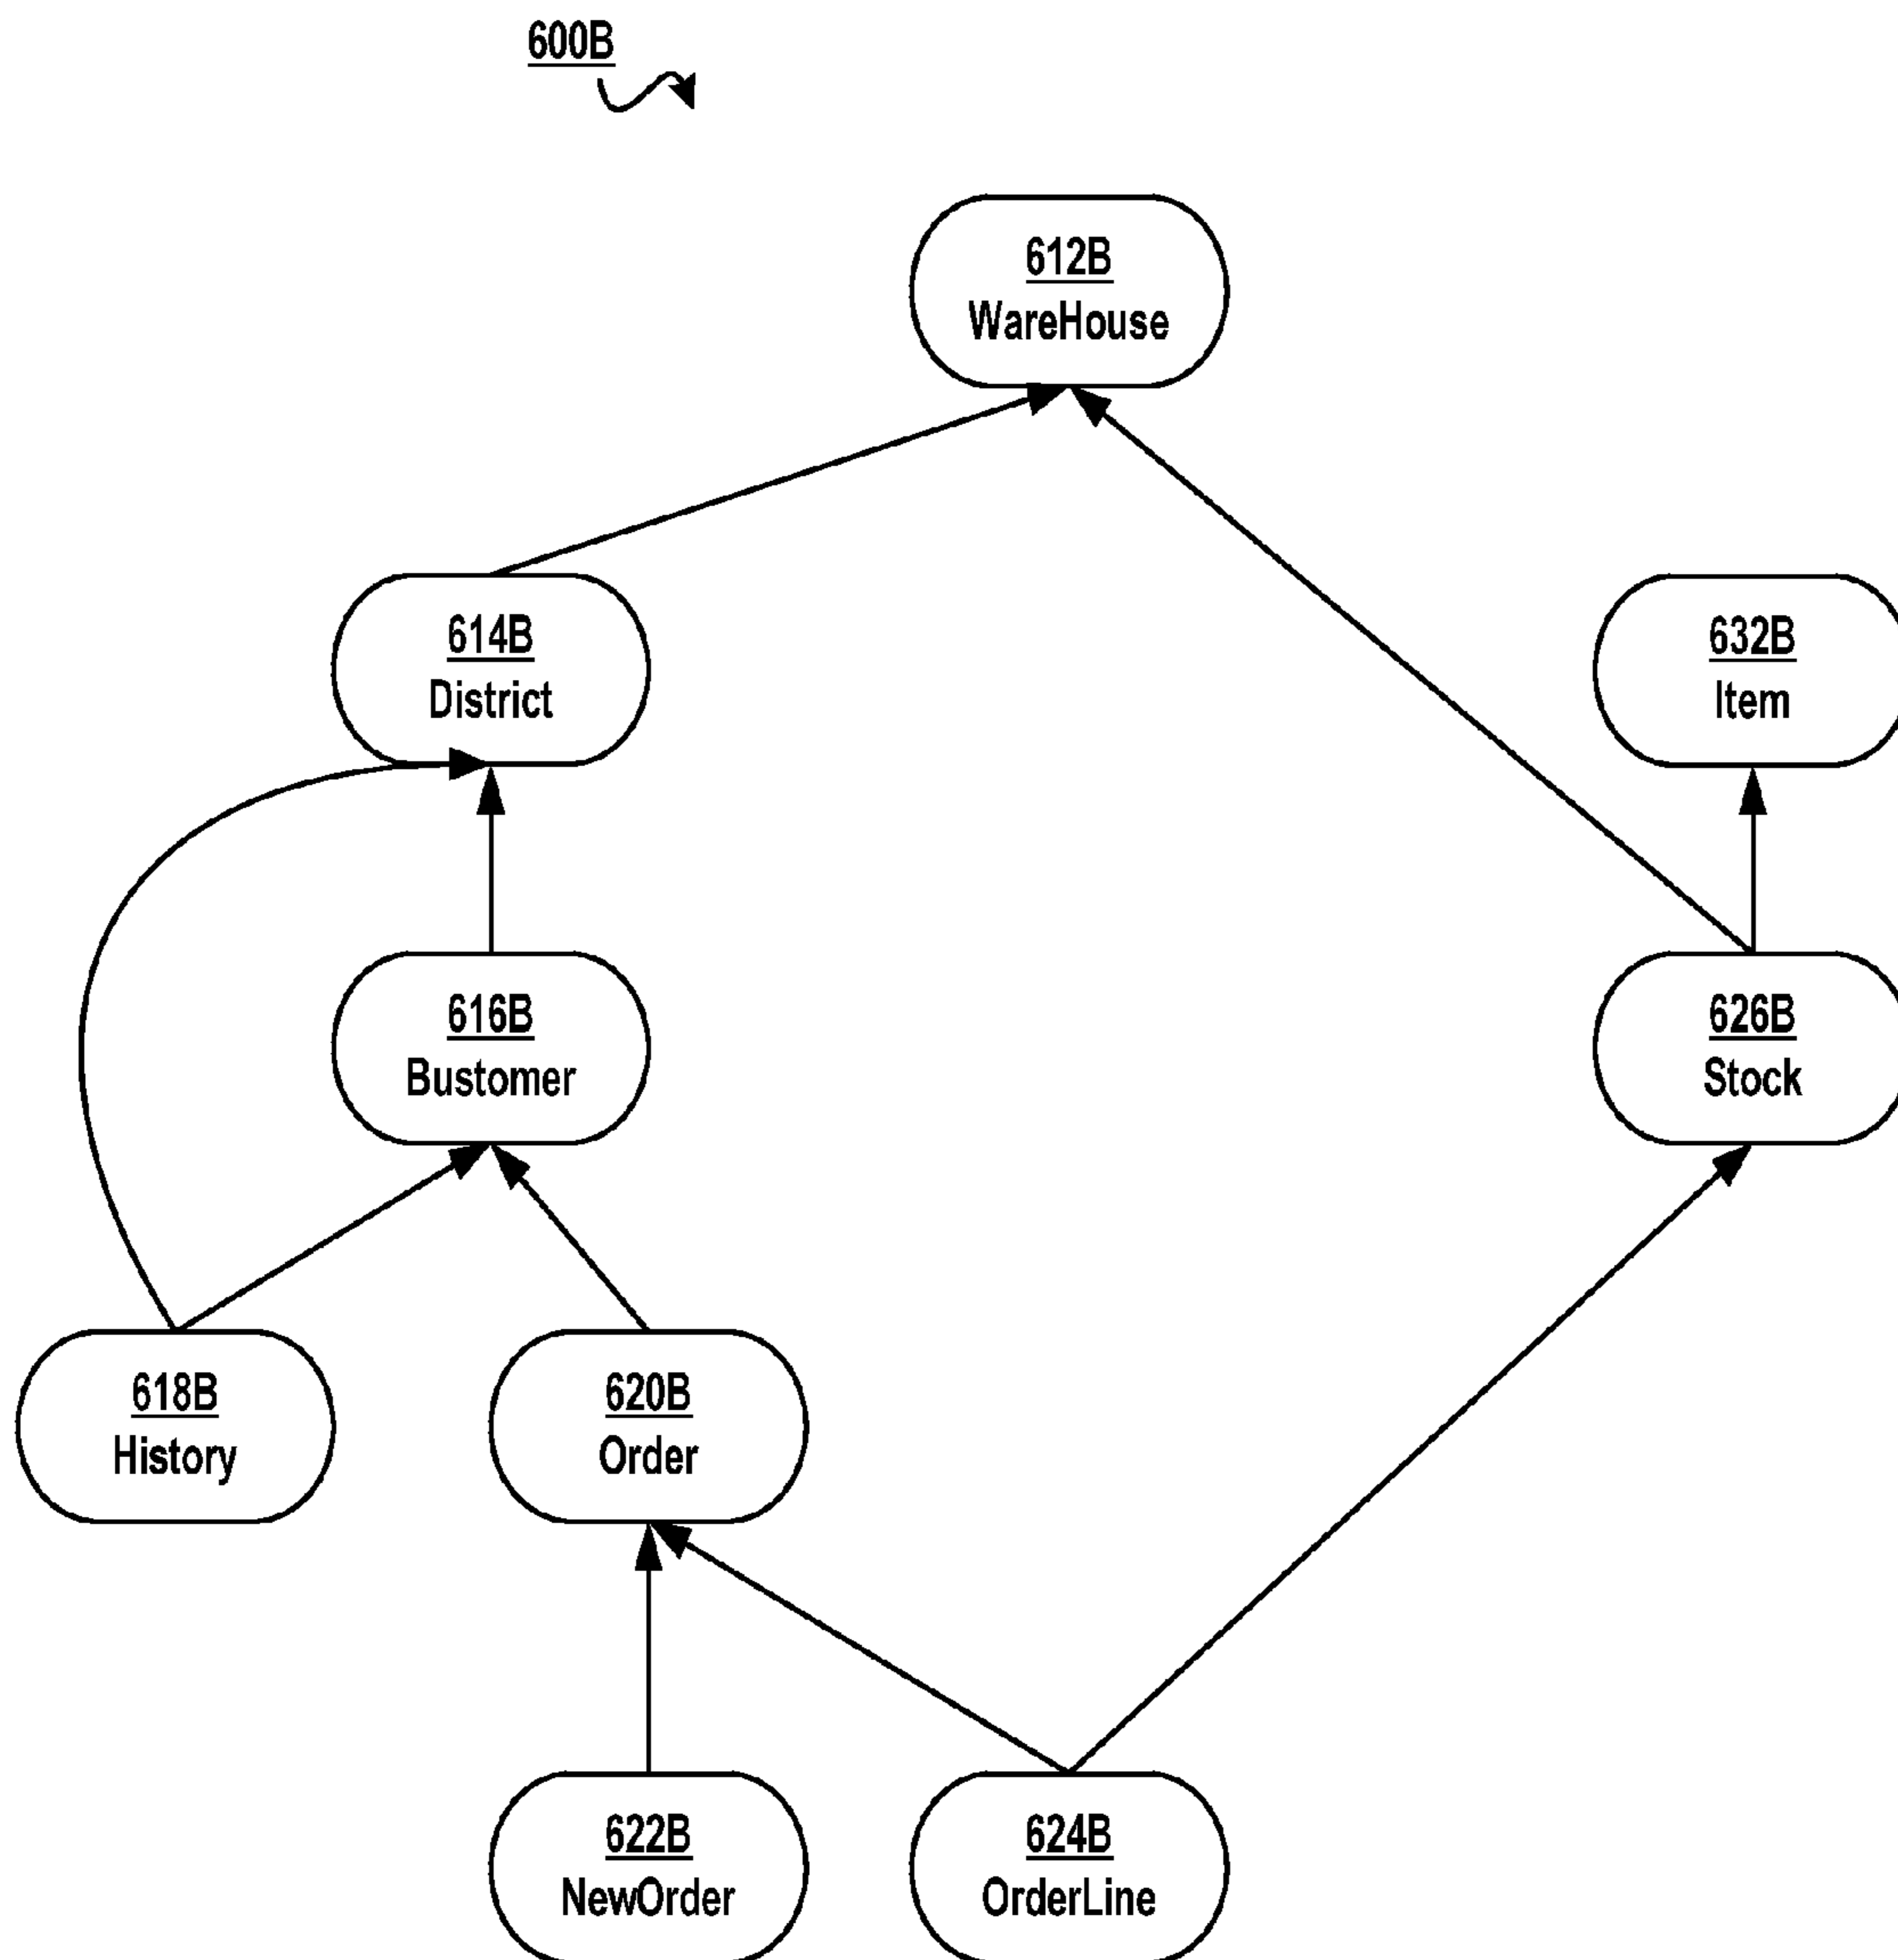 600B
612B
WareHouse
614B
District
632B
Item
616B
Bustomer
626B
Stock
618B
History
620B
Order
622B
NewOrder
624B
OrderLine